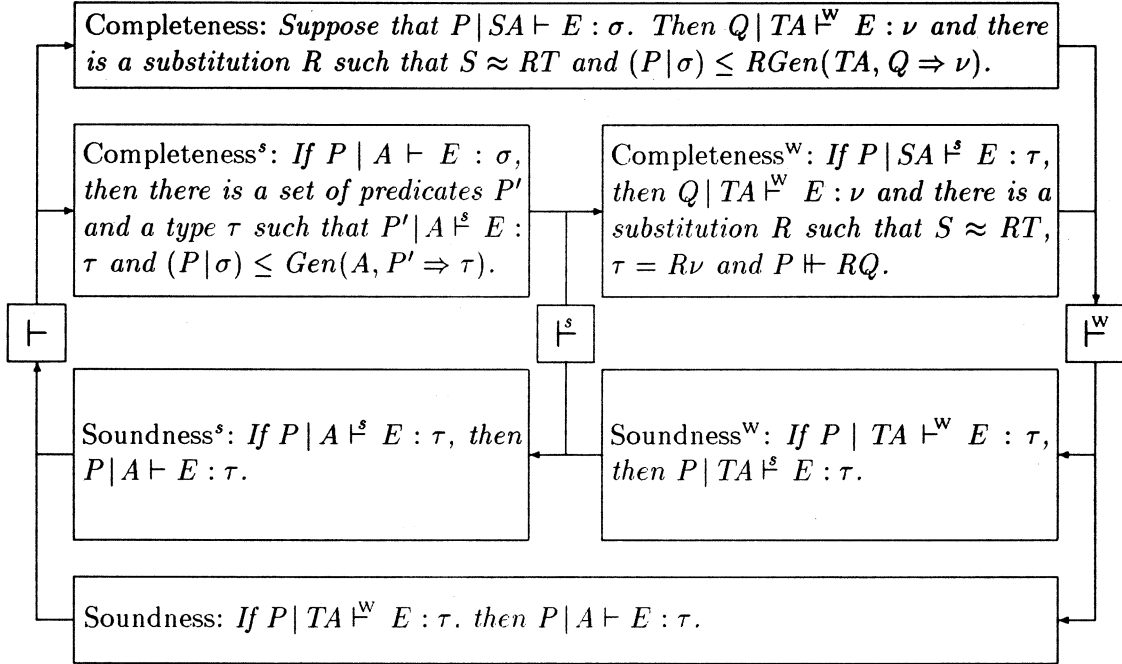 Completeness: Suppose that P | SA ⊢ E : σ. Then Q | TA ⊢ᵂ E : ν and there
is a substitution R such that S ≈ RT and (P | σ) ≤ RGen(TA, Q ⇒ ν).
Completenessˢ: If P | A ⊢ E : σ,
then there is a set of predicates P′
and a type τ such that P′ | A ⊢ˢ E :
τ and (P | σ) ≤ Gen(A, P′ ⇒ τ).
Completenessᵂ: If P | SA ⊢ˢ E : τ,
then Q | TA ⊢ᵂ E : ν and there is a
substitution R such that S ≈ RT,
τ = Rν and P ⊩ RQ.
⊢
⊢ˢ
⊢ᵂ
Soundnessˢ: If P | A ⊢ˢ E : τ, then
P | A ⊢ E : τ.
Soundnessᵂ: If P | TA ⊢ᵂ E : τ,
then P | TA ⊢ˢ E : τ.
Soundness: If P | TA ⊢ᵂ E : τ. then P | A ⊢ E : τ.